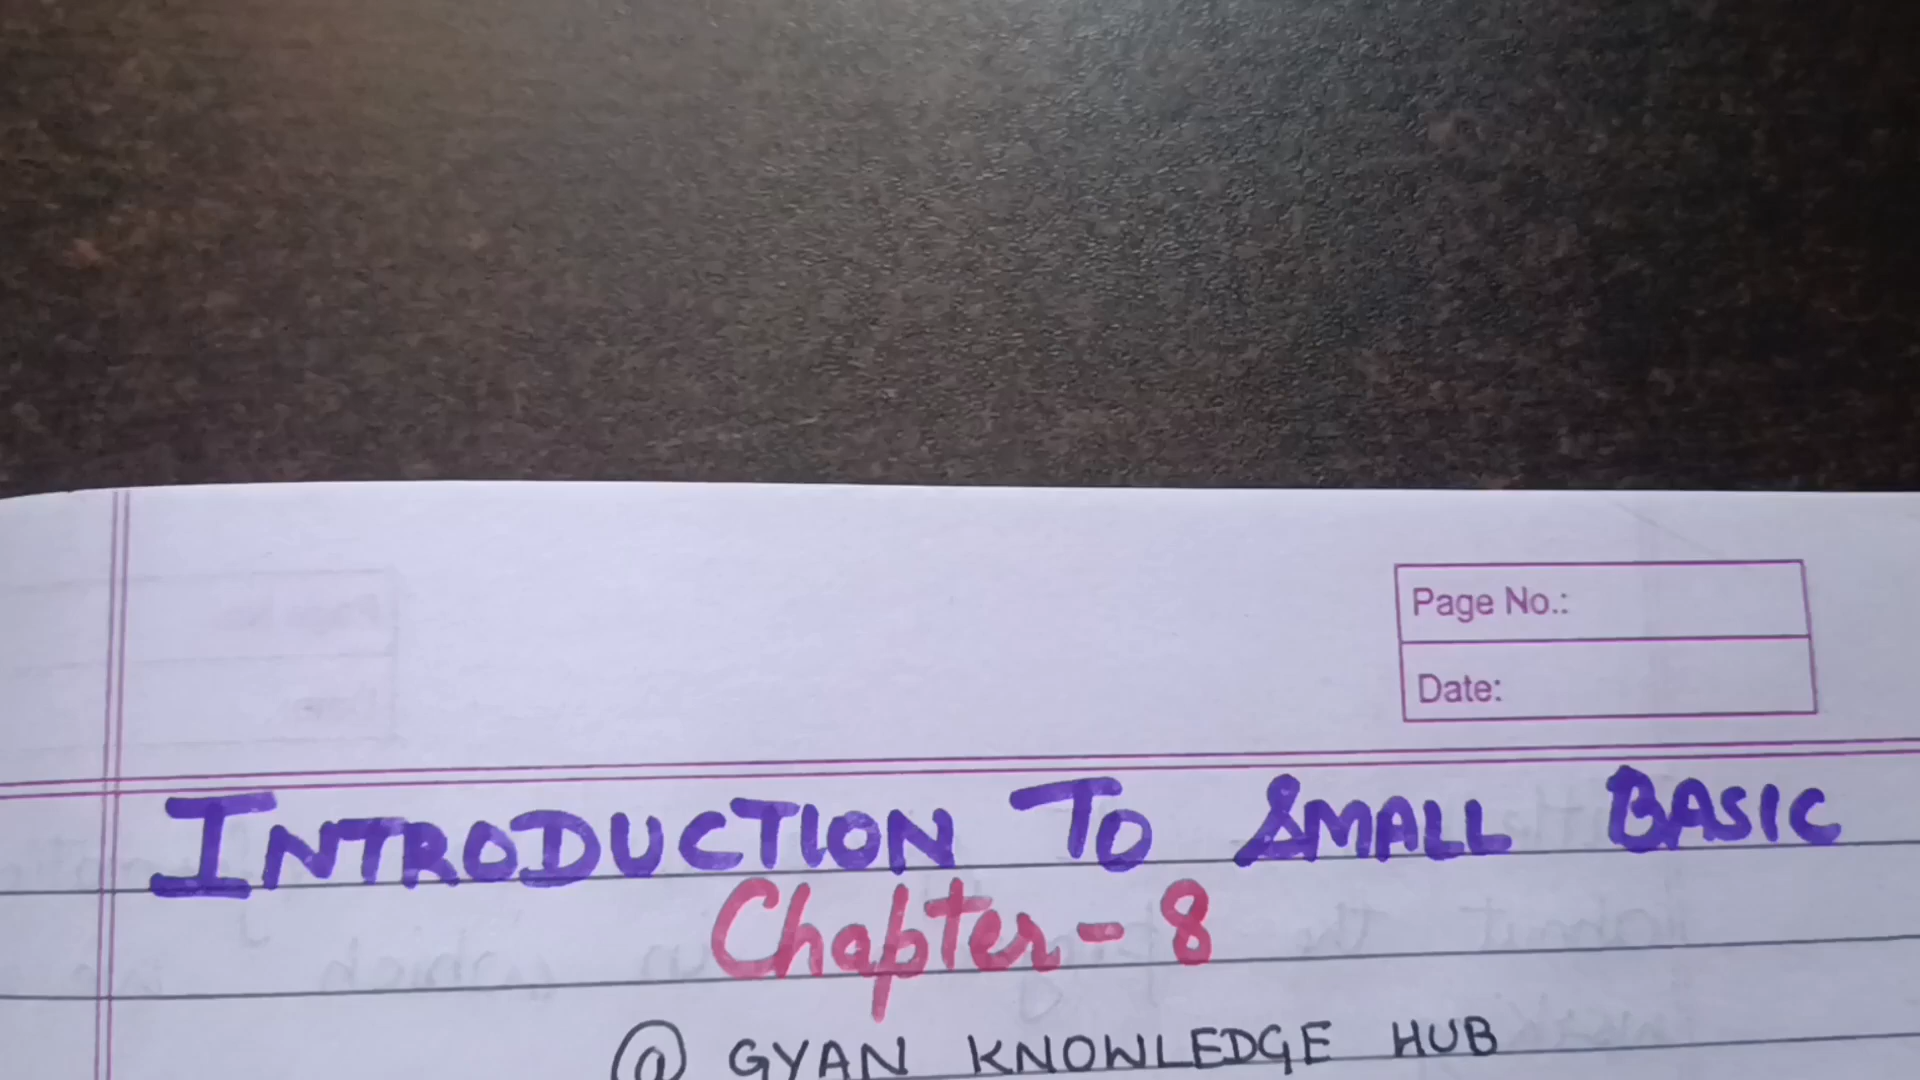 Page No.:
Date:
INTRODUCTION TO SMALL BASIC
Chapter - 8
@ GYAN KNOWLEDGE HUB